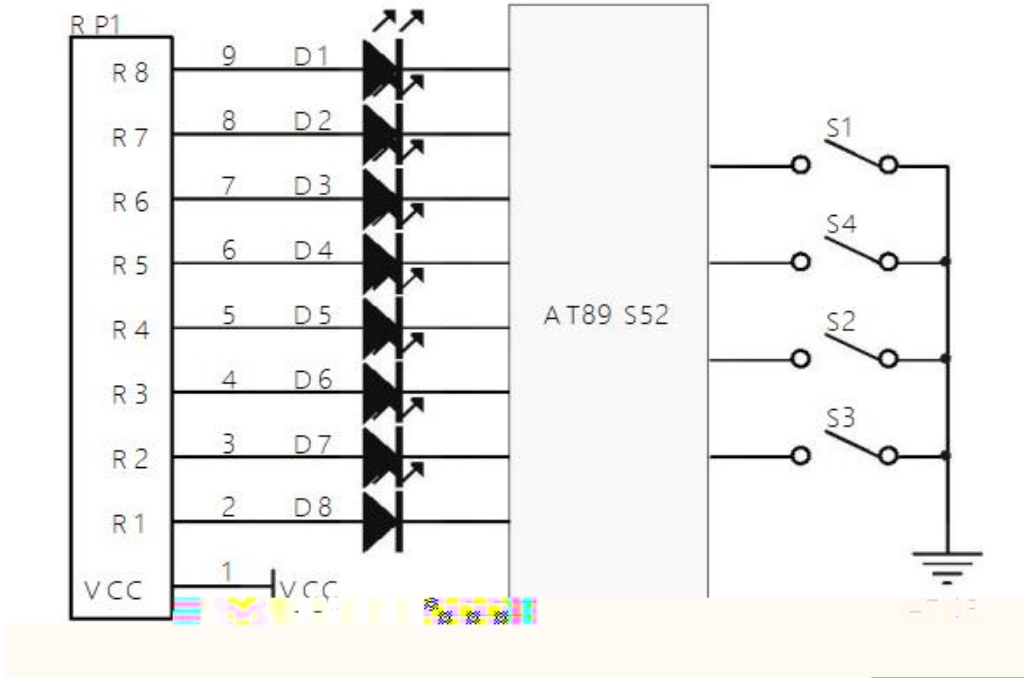 RP1
R8 9 D1
R7 8 D2
S1
R6 7 D3
S4
R5 6 D4
R4 5 D5
AT89 S52
S2
R3 4 D6
S3
R2 3 D7
R1 2 D8
VCC 1 VCC